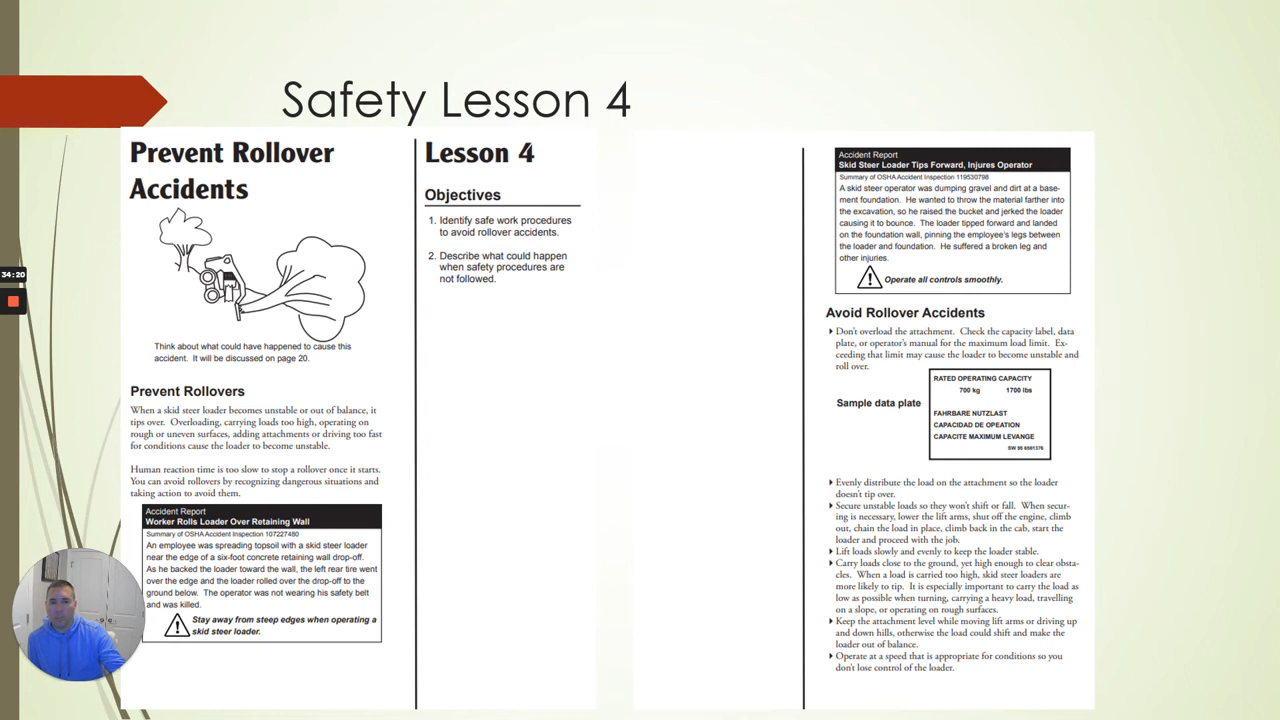 Safety Lesson 4
Prevent Rollover
Accidents
Think about what could have happened to cause this
accident. It will be discussed on page 20.
Prevent Rollovers
When a skid steer loader becomes unstable or out of balance, it
tips over. Overloading, carrying loads too high, operating on
rough or uneven surfaces, adding attachments or driving too fast
for conditions cause the loader to become unstable.
Human reaction time is too slow to stop a rollover once it starts.
You can avoid rollovers by recognizing dangerous situations and
taking action to avoid them.
Accident Report
Worker Rolls Loader Over Retaining Wall
Summary of OSHA Accident Inspection 107227480
An employee was spreading topsoil with a skid steer loader
near the edge of a six-foot concrete retaining wall drop-off.
As he backed the loader toward the wall, the left rear tire went
over the edge and the loader rolled over the drop-off to the
ground below. The operator was not wearing his safety belt
and was killed.
Stay away from steep edges when operating a
skid steer loader.
Lesson 4
Objectives
1. Identify safe work procedures
to avoid rollover accidents.
2. Describe what could happen
when safety procedures are
not followed.
Accident Report
Skid Steer Loader Tips Forward, Injures Operator
Summary of OSHA Accident Inspection 119530798
A skid steer operator was dumping gravel and dirt at a base-
ment foundation. He wanted to throw the material farther into
the excavation, so he raised the bucket and jerked the loader
causing it to bounce. The loader tipped forward and landed
on the foundation wall, pinning the employee's legs between
the loader and foundation. He suffered a broken leg and
other injuries.
Operate all controls smoothly.
Avoid Rollover Accidents
Don't overload the attachment. Check the capacity label, data
plate, or operator's manual for the maximum load limit. Ex-
ceeding that limit may cause the loader to become unstable and
roll over.
Sample data plate
RATED OPERATING CAPACITY
700 kg 1700 lbs
FAHRBARE NUTZLAST
CAPACIDAD DE OPEATION
CAPACITE MAXIMUM LEVANGE
SW 95 8581376
Evenly distribute the load on the attachment so the loader
doesn't tip over.
Secure unstable loads so they won't shift or fall. When secur-
ing is necessary, lower the lift arms, shut off the engine, climb
out, chain the load in place, climb back in the cab, start the
loader and proceed with the job.
Lift loads slowly and evenly to keep the loader stable.
Carry loads close to the ground, yet high enough to clear obsta-
cles. When a load is carried too high, skid steer loaders are
more likely to tip. It is especially important to carry the load as
low as possible when turning, carrying a heavy load, travelling
on a slope, or operating on rough surfaces.
Keep the attachment level while moving lift arms or driving up
and down hills, otherwise the load could shift and make the
loader out of balance.
Operate at a speed that is appropriate for conditions so you
don't lose control of the loader.
34:20